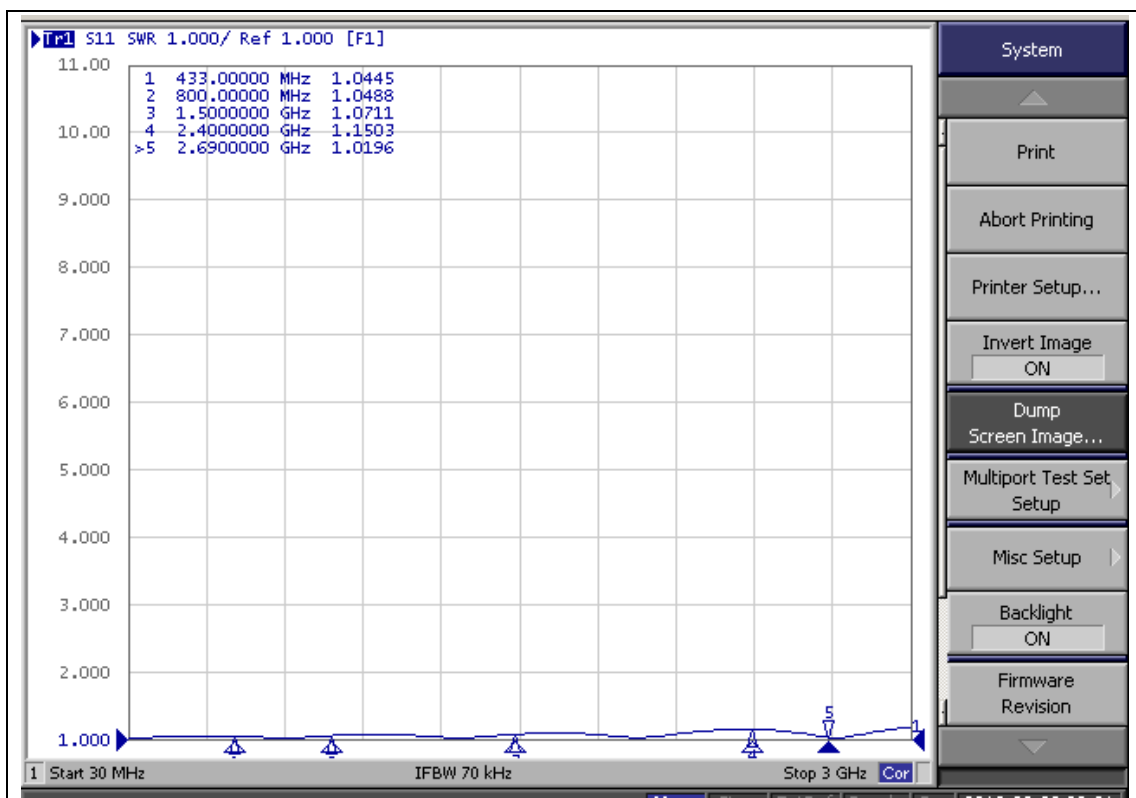 Tr1 S11 SWR 1.000/ Ref 1.000 [F1]
11.00
10.00
9.000
8.000
7.000
6.000
5.000
4.000
3.000
2.000
1.000
1 433.00000 MHz 1.0445
2 800.00000 MHz 1.0488
3 1.5000000 GHz 1.0711
4 2.4000000 GHz 1.1503
>5 2.6900000 GHz 1.0196
5
1
1 Start 30 MHz
IFBW 70 kHz
Stop 3 GHz Cor
System
Print
Abort Printing
Printer Setup...
Invert Image
ON
Dump
Screen Image...
Multiport Test Set
Setup
Misc Setup
Backlight
ON
Firmware
Revision